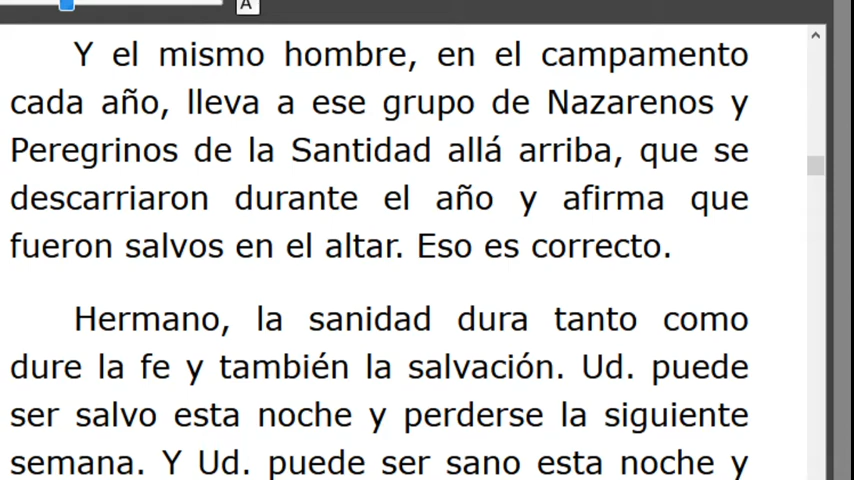 A
Y el mismo hombre, en el campamento
cada año, lleva a ese grupo de Nazarenos y
Peregrinos de la Santidad allá arriba, que se
descarriaron durante el año y afirma que
fueron salvos en el altar. Eso es correcto.
Hermano, la sanidad dura tanto como
dure la fe y también la salvación. Ud. puede
ser salvo esta noche y perderse la siguiente
semana. Y Ud. puede ser sano esta noche y